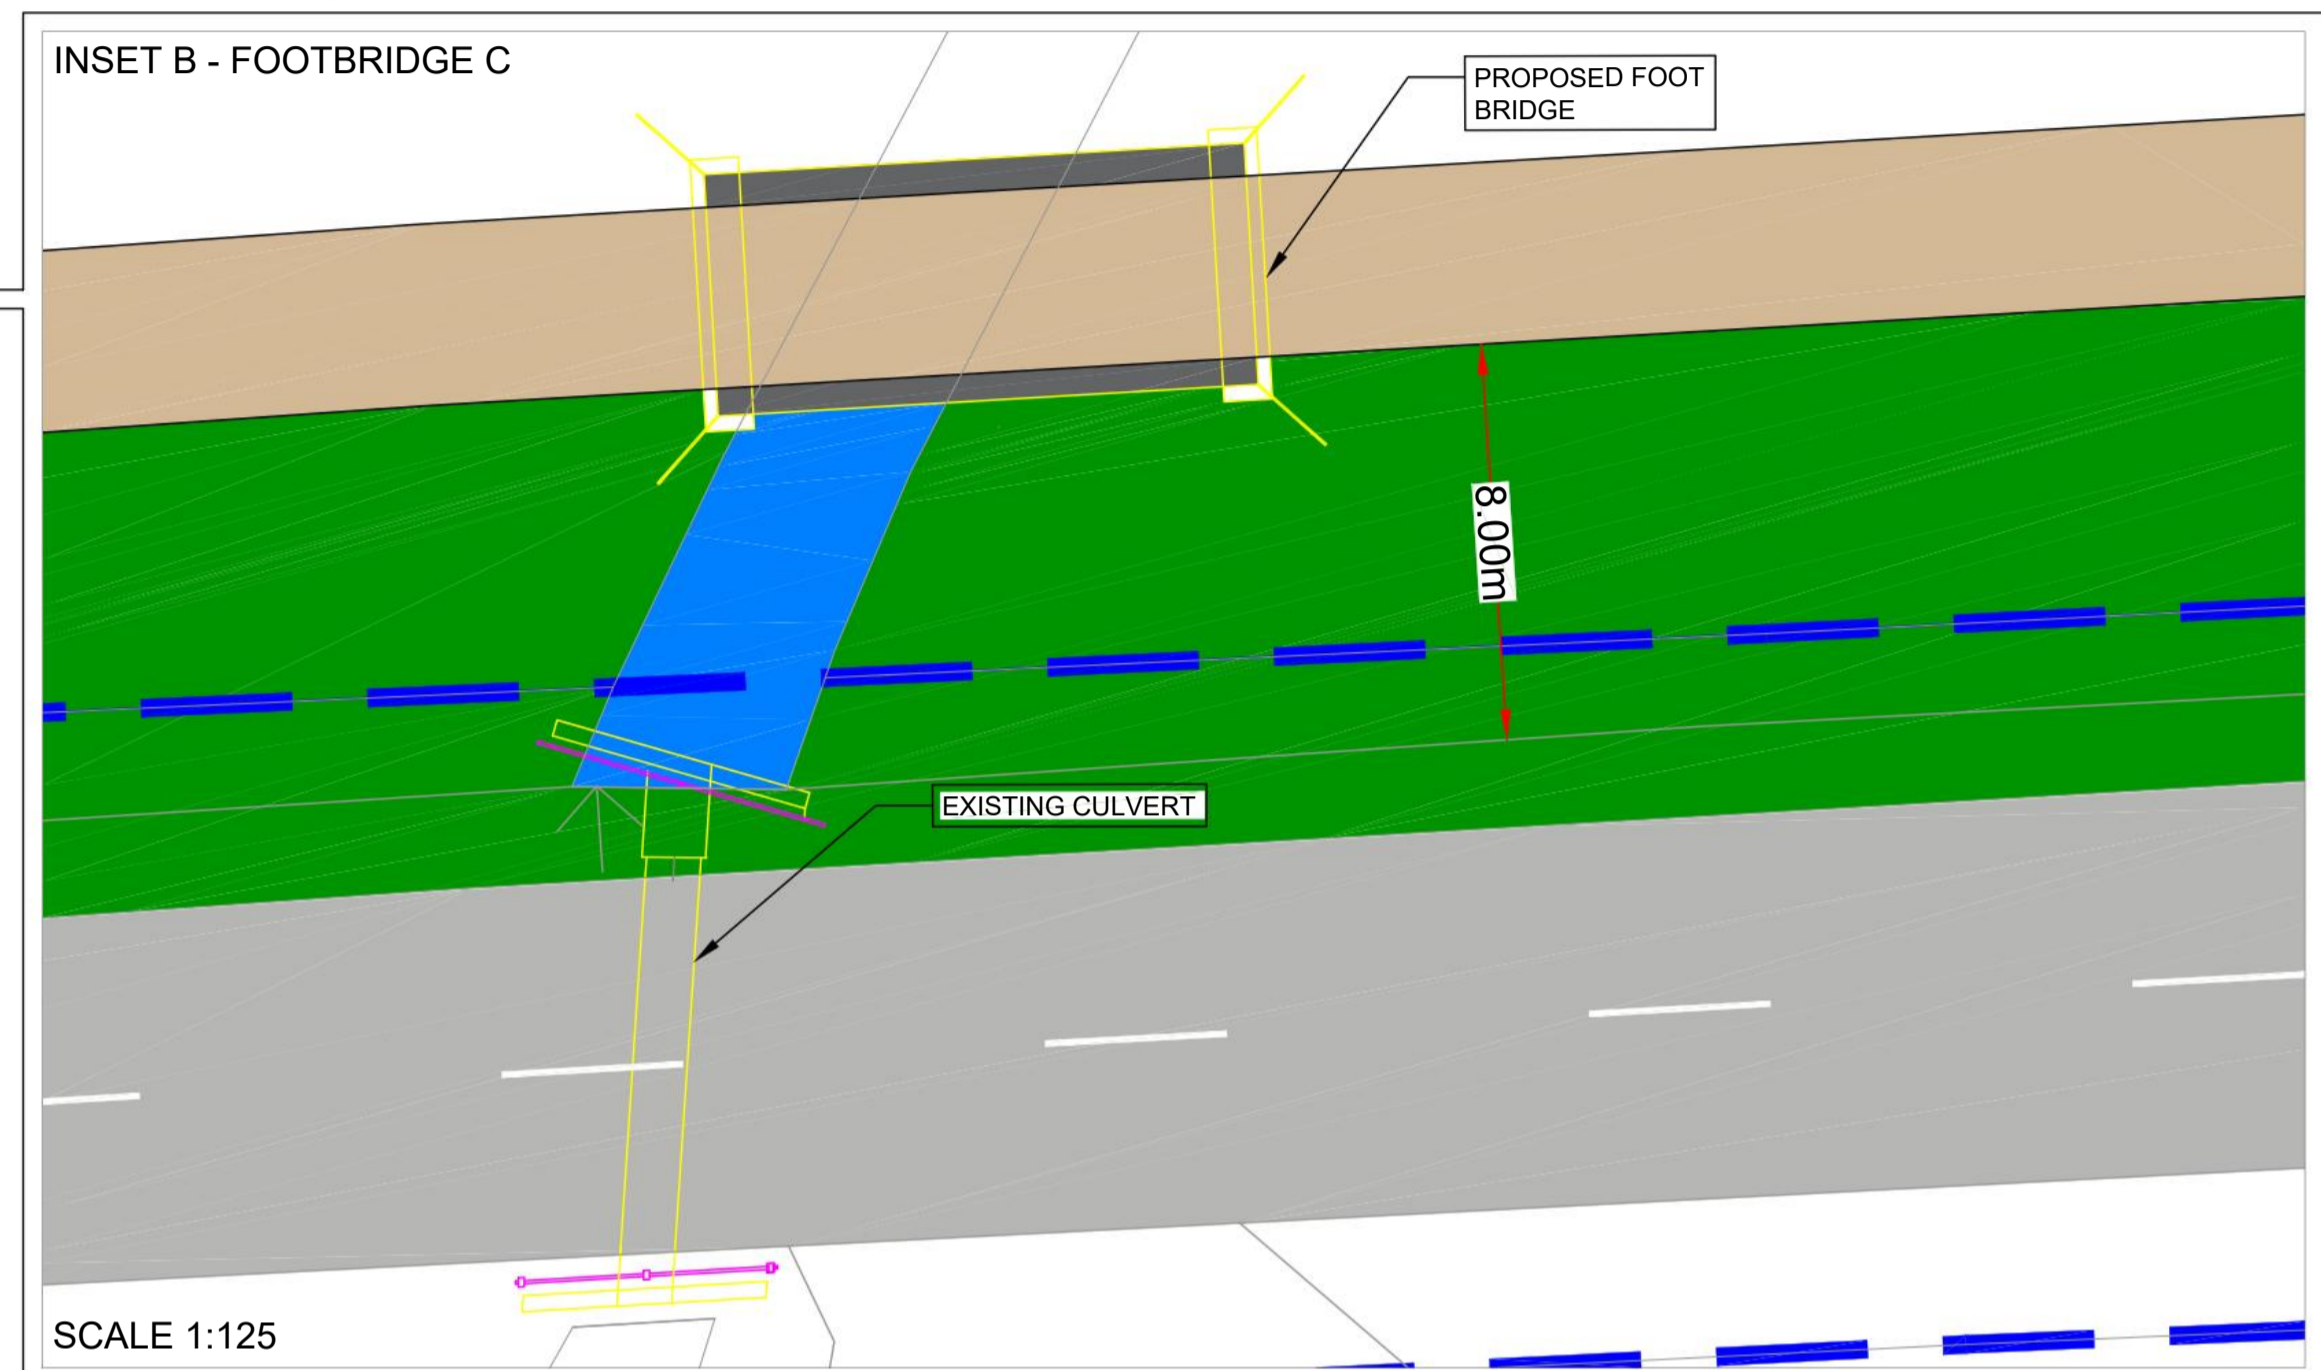 INSET B - FOOTBRIDGE C
PROPOSED FOOT
BRIDGE
8.00m
EXISTING CULVERT
SCALE 1:125